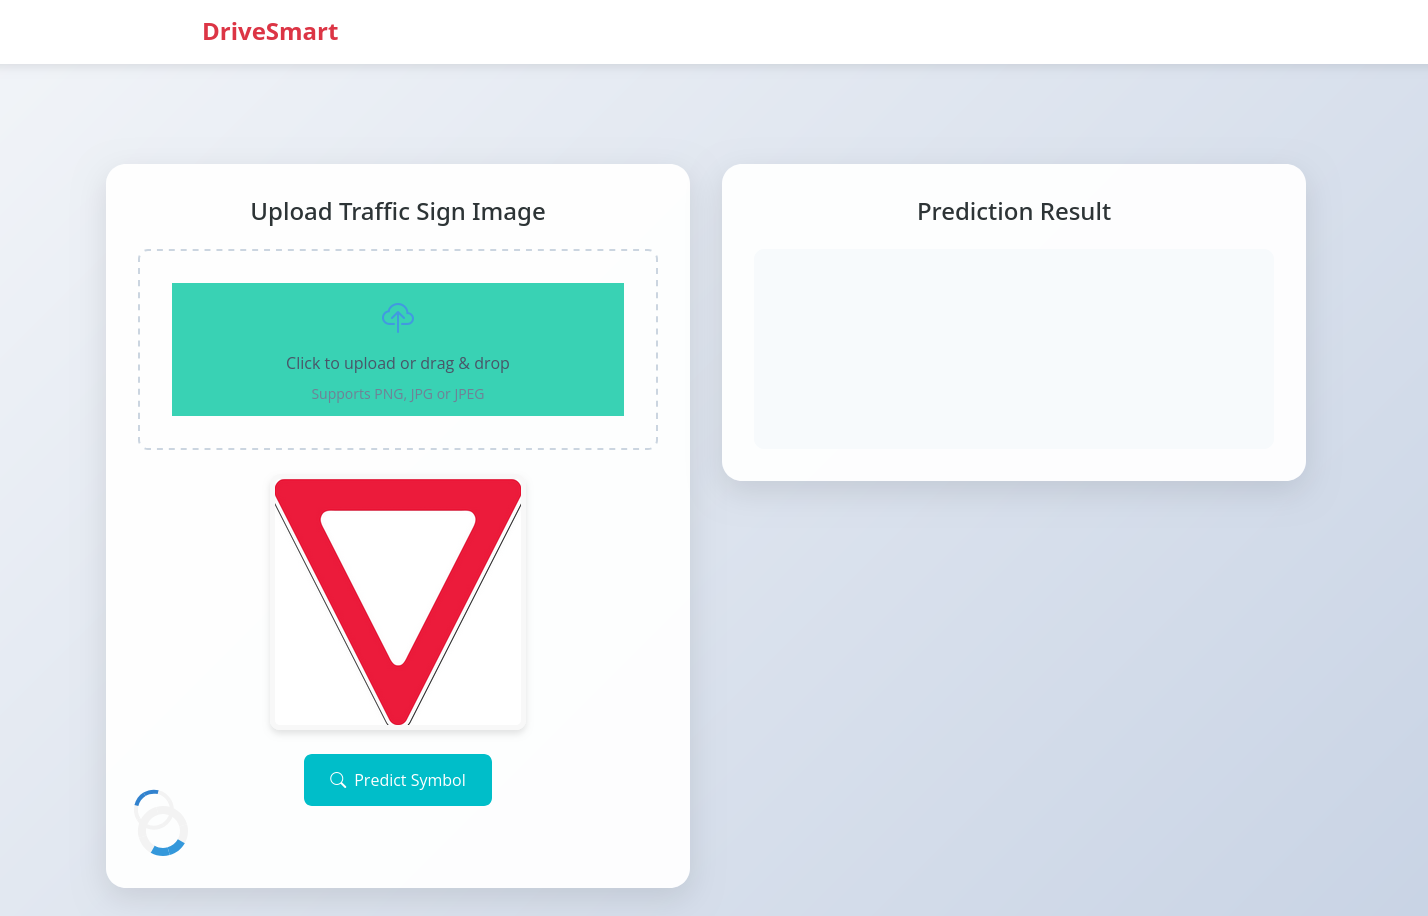 DriveSmart
Upload Traffic Sign Image
Click to upload or drag & drop
Supports PNG, JPG or JPEG
Predict Symbol
Prediction Result